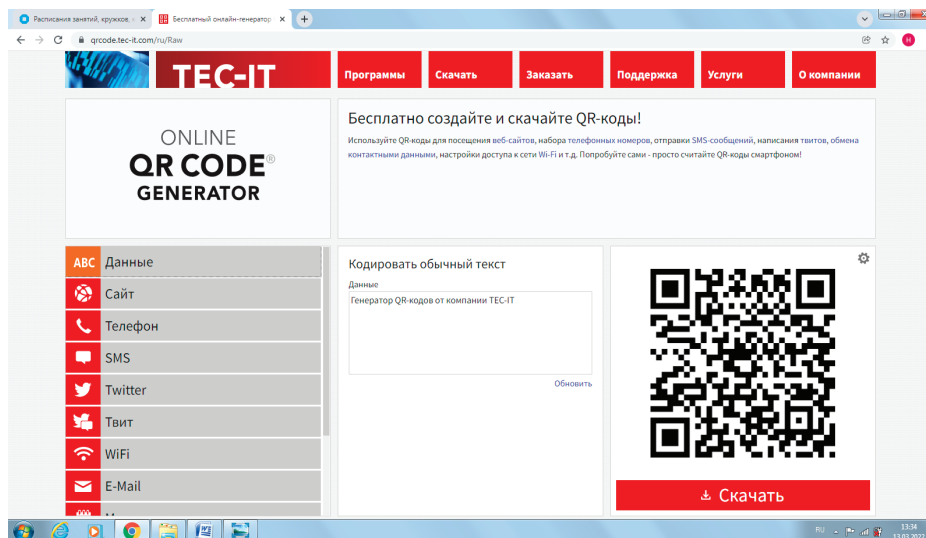 Расписания занятий, кружков, -
Бесплатный онлайн-генератор
qrcode.tec-it.com/ru/Raw
H
TEC-IT
Программы
Скачать
Заказать
Поддержка
Услуги
О компании
ONLINE
QR CODE®
GENERATOR
Бесплатно создайте и скачайте QR-коды!
Используйте QR-коды для посещения веб-сайтов, набора телефонных номеров, отправки SMS-сообщений, написания твитов, обмена
контактными данными, настройки доступа к сети Wi-Fi и т.д. Попробуйте сами - просто считайте QR-коды смартфоном!
ABC Данные
Сайт
Телефон
SMS
Twitter
Твит
WiFi
E-Mail
Кодировать обычный текст
Данные
Генератор QR-кодов от компании TEC-IT
Обновить
Скачать
RU
13:34
13.03.2022